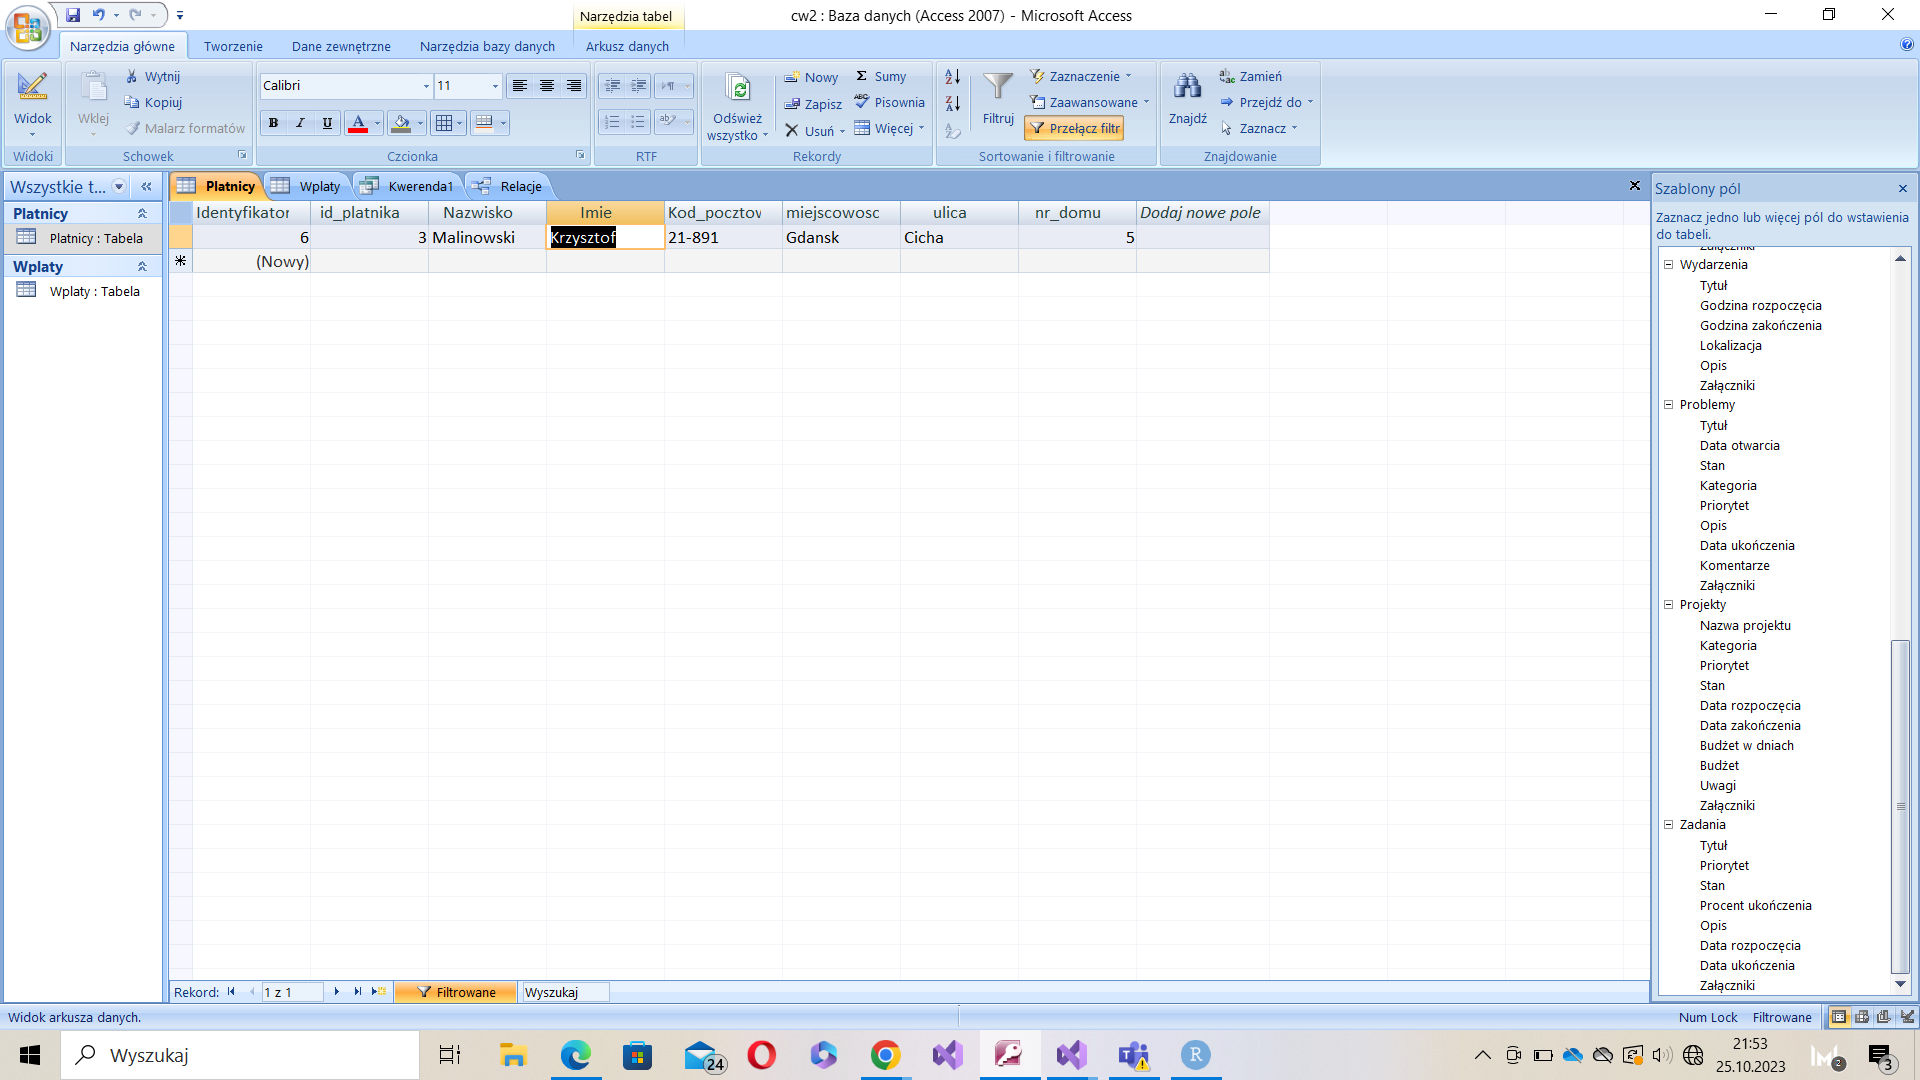 Narzędzia tabel
cw2 : Baza danych (Access 2007) - Microsoft Access
Narzędzia główne
Tworzenie
Dane zewnętrzne
Narzędzia bazy danych
Arkusz danych
Widok
Widoki
Wklej
Wytnij
Kopiuj
Malarz formatów
Schowek
Calibri
11
B I U A
Czcionka
RTF
Odśwież
wszystko
Nowy
Zapisz
Usuń
Sumy
Pisownia
Więcej
Rekordy
Filtruj
Zaznaczenie
Zaawansowane
Przełącz filtr
Sortowanie i filtrowanie
Znajdź
Zamień
Przejdź do
Zaznacz
Znajdowanie
Wszystkie t...
Platnicy
Platnicy : Tabela
Wplaty
Wplaty : Tabela
Platnicy
Wplaty
Kwerenda1
Relacje
Identyfikator id_platnika Nazwisko Imie Kod_pocztow miejscowosc ulica nr_domu Dodaj nowe pole
6 3 Malinowski Krzysztof 21-891 Gdansk Cicha 5
(Nowy)
Szablony pól
Zaznacz jedno lub więcej pól do wstawienia
do tabeli.
Załączniki
Wydarzenia
Tytuł
Godzina rozpoczęcia
Godzina zakończenia
Lokalizacja
Opis
Załączniki
Problemy
Tytuł
Data otwarcia
Stan
Kategoria
Priorytet
Opis
Data ukończenia
Komentarze
Załączniki
Projekty
Nazwa projektu
Kategoria
Priorytet
Stan
Data rozpoczęcia
Data zakończenia
Budżet w dniach
Budżet
Uwagi
Załączniki
Zadania
Tytuł
Priorytet
Stan
Procent ukończenia
Opis
Data rozpoczęcia
Data ukończenia
Załączniki
Rekord: 1 z 1 Filtrowane Wyszukaj
Widok arkusza danych.
Num Lock Filtrowane
Wyszukaj
24
21:53
25.10.2023
2
3